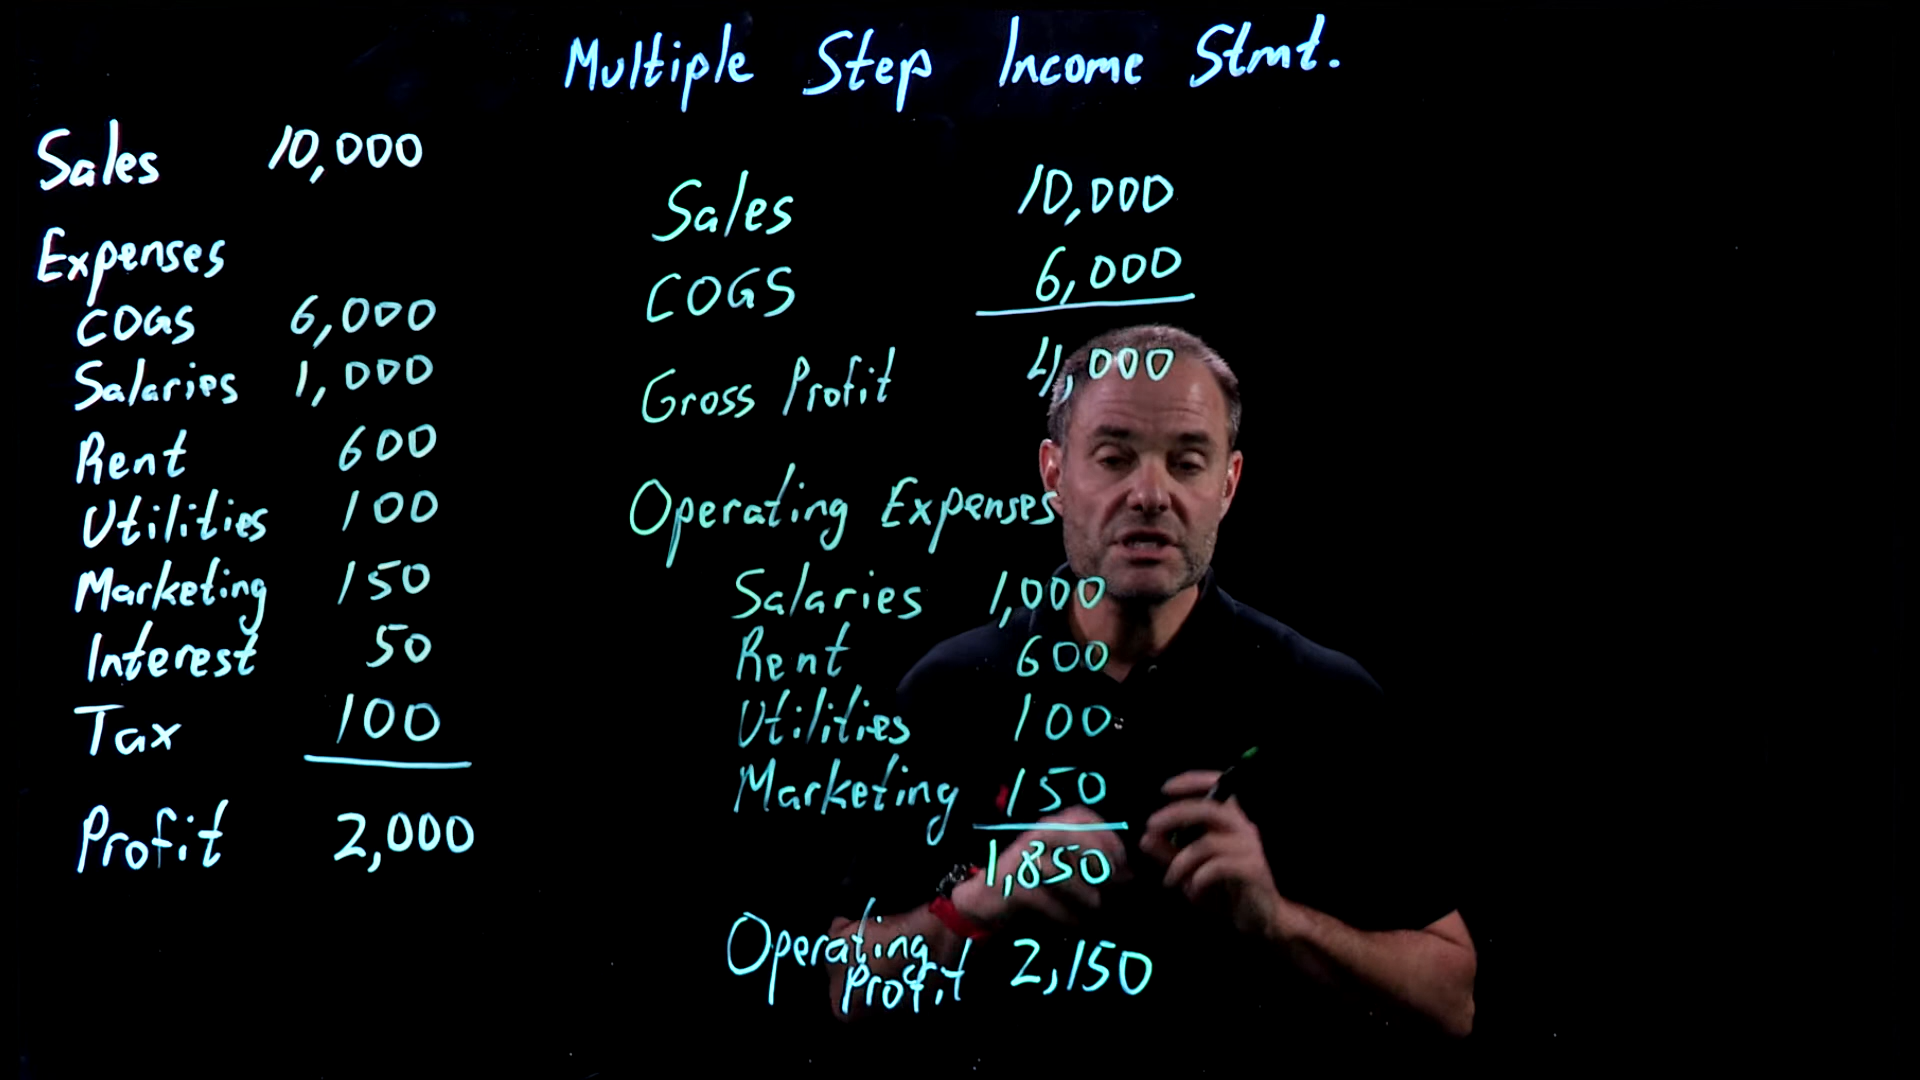 Multiple Step Income Stmt.
Sales 10,000
Expenses
COGS 6,000
Salaries 1,000
Rent 600
Utilities 100
Marketing 150
Interest 50
Tax 100
Profit 2,000
Sales 10,000
COGS 6,000
Gross Profit 4,000
Operating Expenses
Salaries 1,000
Rent 600
Utilities 100
Marketing 150
1,850
Operating
Profit 2,150